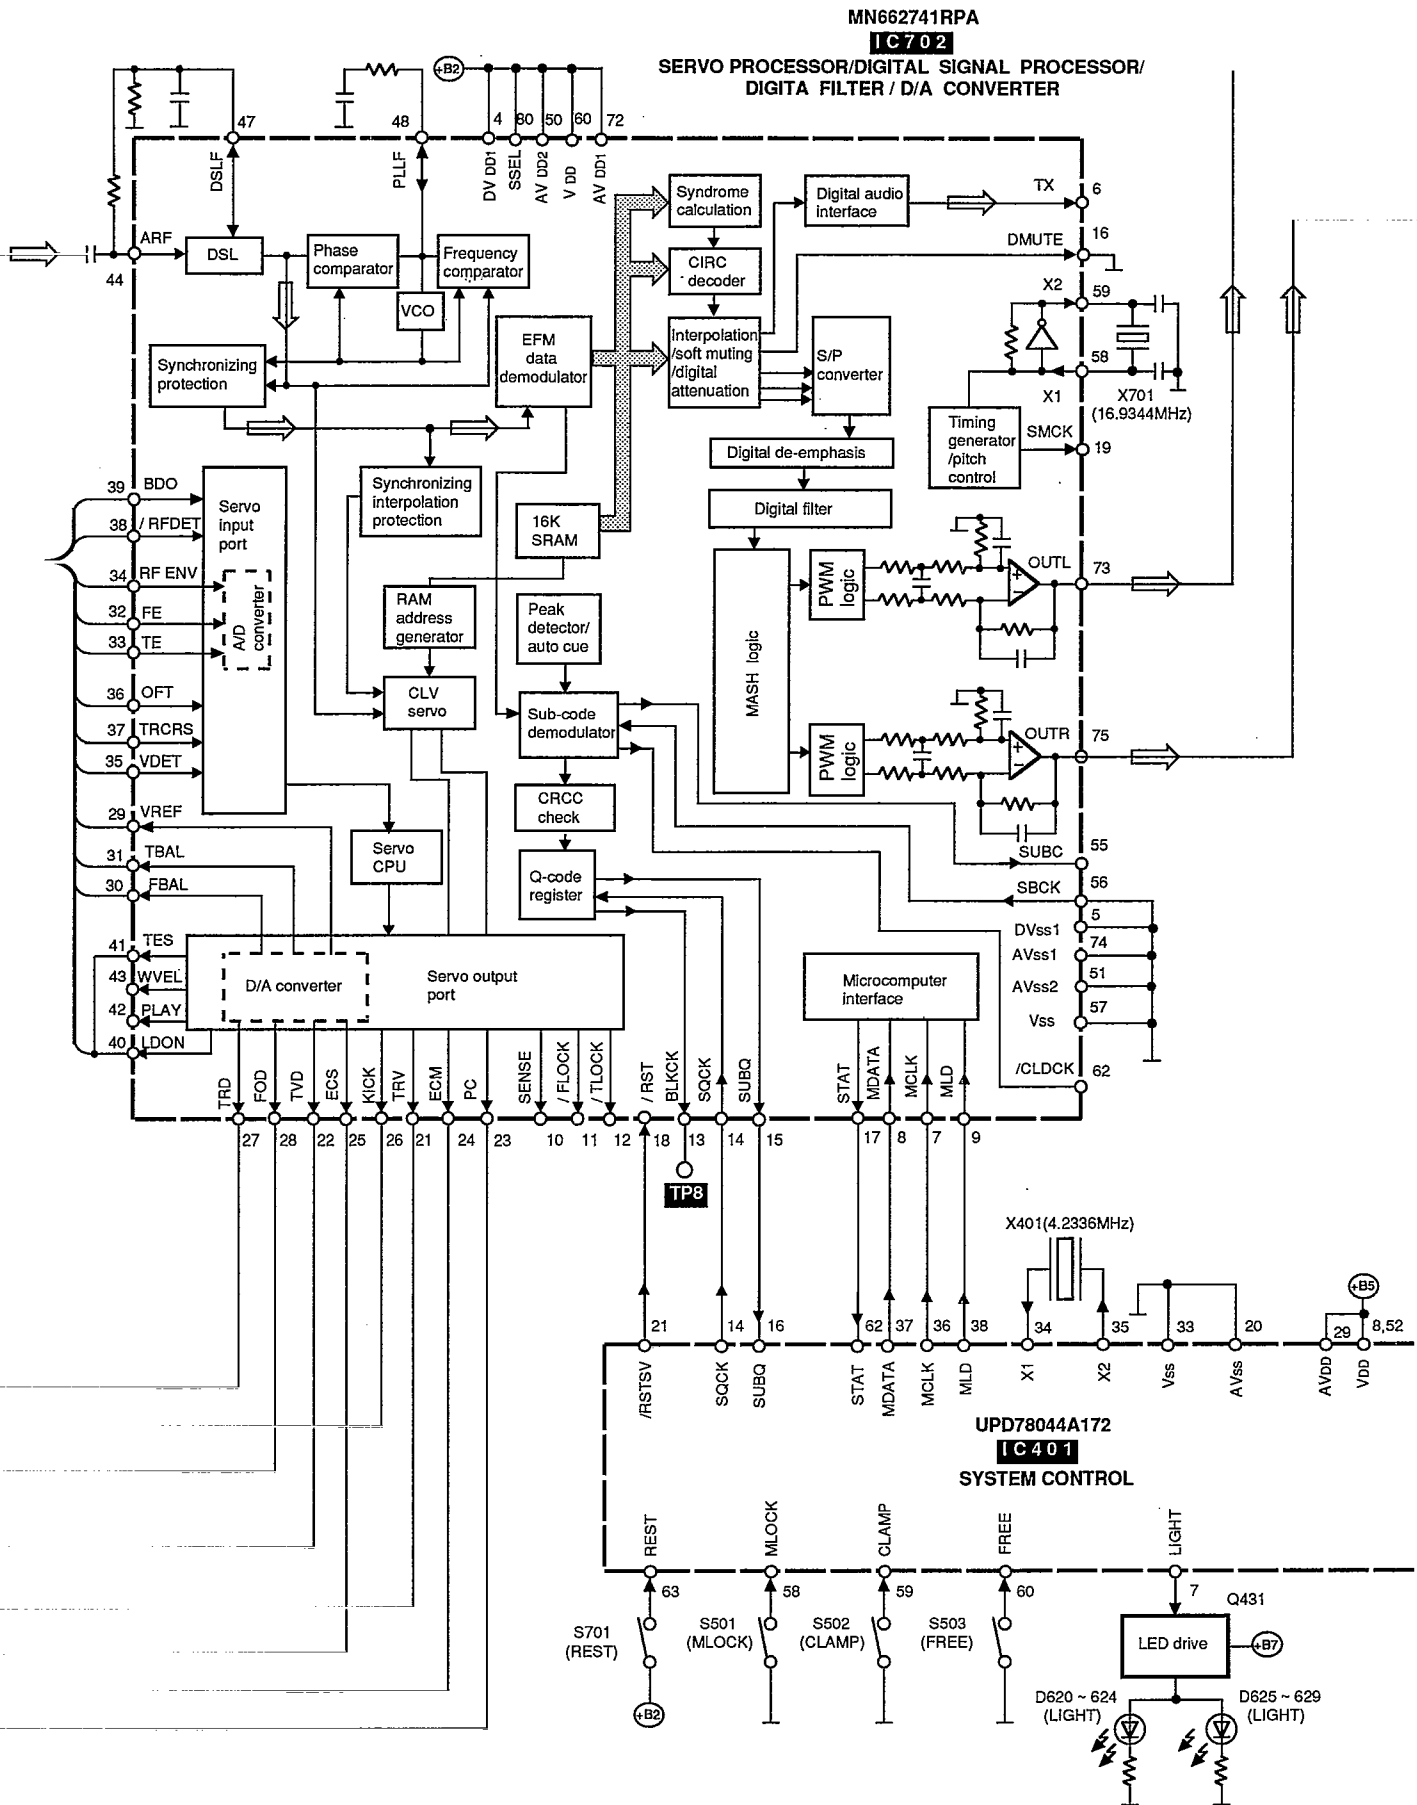 MN662741RPA
IC702
SERVO PROCESSOR/DIGITAL SIGNAL PROCESSOR/
DIGITA FILTER / D/A CONVERTER
+B2
47
48
4
80
50
60
72
DSLF
PLLF
DV DD1
SSEL
AV DD2
V DD
AV DD1
Syndrome
calculation
Digital audio
interface
TX
6
ARF
44
DSL
Phase
comparator
Frequency
comparator
VCO
CIRC
decoder
DMUTE
16
X2
59
Synchronizing
protection
EFM
data
demodulator
Interpolation
/soft muting
/digital
attenuation
S/P
converter
58
X1
X701
(16.9344MHz)
Timing
generator
/pitch
control
SMCK
19
Digital de-emphasis
Digital filter
39
BDO
38
/ RFDET
34
RF ENV
32
FE
33
TE
36
OFT
37
TRCRS
35
VDET
29
VREF
31
TBAL
30
FBAL
41
TES
43
WVEL
42
PLAY
40
LDON
Servo
input
port
A/D
converter
Synchronizing
interpolation
protection
16K
SRAM
RAM
address
generator
Peak
detector/
auto cue
CLV
servo
Sub-code
demodulator
CRCC
check
Servo
CPU
Q-code
register
MASH logic
PWM
logic
OUTL
73
PWM
logic
OUTR
75
SUBC
55
SBCK
56
5
DVss1
74
AVss1
51
AVss2
57
Vss
/CLDCK
62
D/A converter
Servo output
port
Microcomputer
interface
TRD
FOD
TVD
ECS
KICK
TRV
ECM
PC
SENSE
/ FLOCK
/ TLOCK
/ RST
BLKCK
SQCK
SUBQ
STAT
MDATA
MCLK
MLD
27
28
22
25
26
21
24
23
10
11
12
18
13
14
15
17
8
7
9
TP8
X401(4.2336MHz)
+B5
21
14
16
62
37
36
38
34
35
33
20
29
8,52
/RSTSV
SQCK
SUBQ
STAT
MDATA
MCLK
MLD
X1
X2
Vss
AVss
AVDD
VDD
UPD78044A172
IC401
SYSTEM CONTROL
REST
MLOCK
CLAMP
FREE
LIGHT
63
58
59
60
7
Q431
S701
(REST)
S501
(MLOCK)
S502
(CLAMP)
S503
(FREE)
LED drive
+B7
+B2
D620 ~ 624
(LIGHT)
D625 ~ 629
(LIGHT)